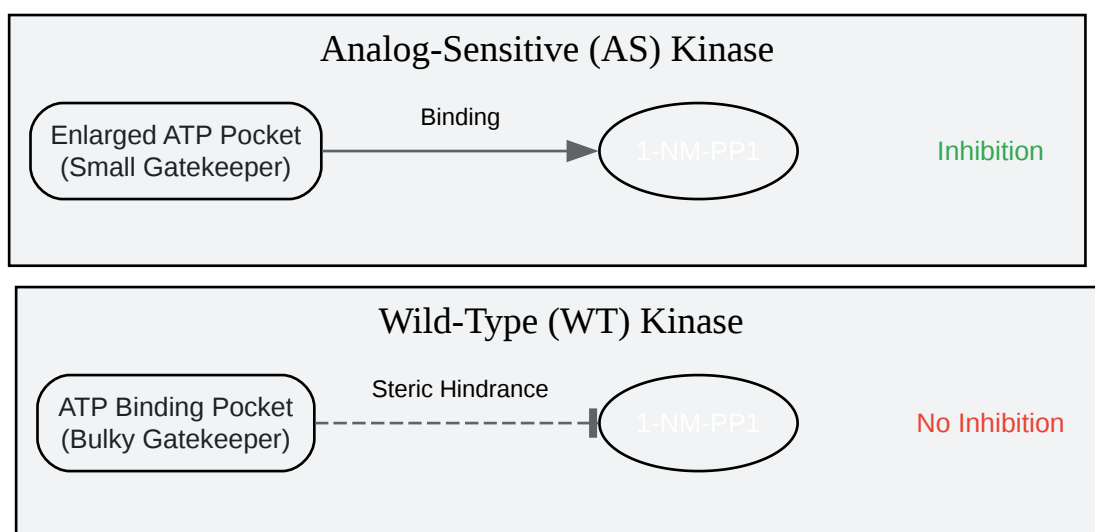 Analog-Sensitive (AS) Kinase
Enlarged ATP Pocket
(Small Gatekeeper)
Binding
1-NM-PP1
Inhibition
Wild-Type (WT) Kinase
ATP Binding Pocket
(Bulky Gatekeeper)
Steric Hindrance
1-NM-PP1
No Inhibition